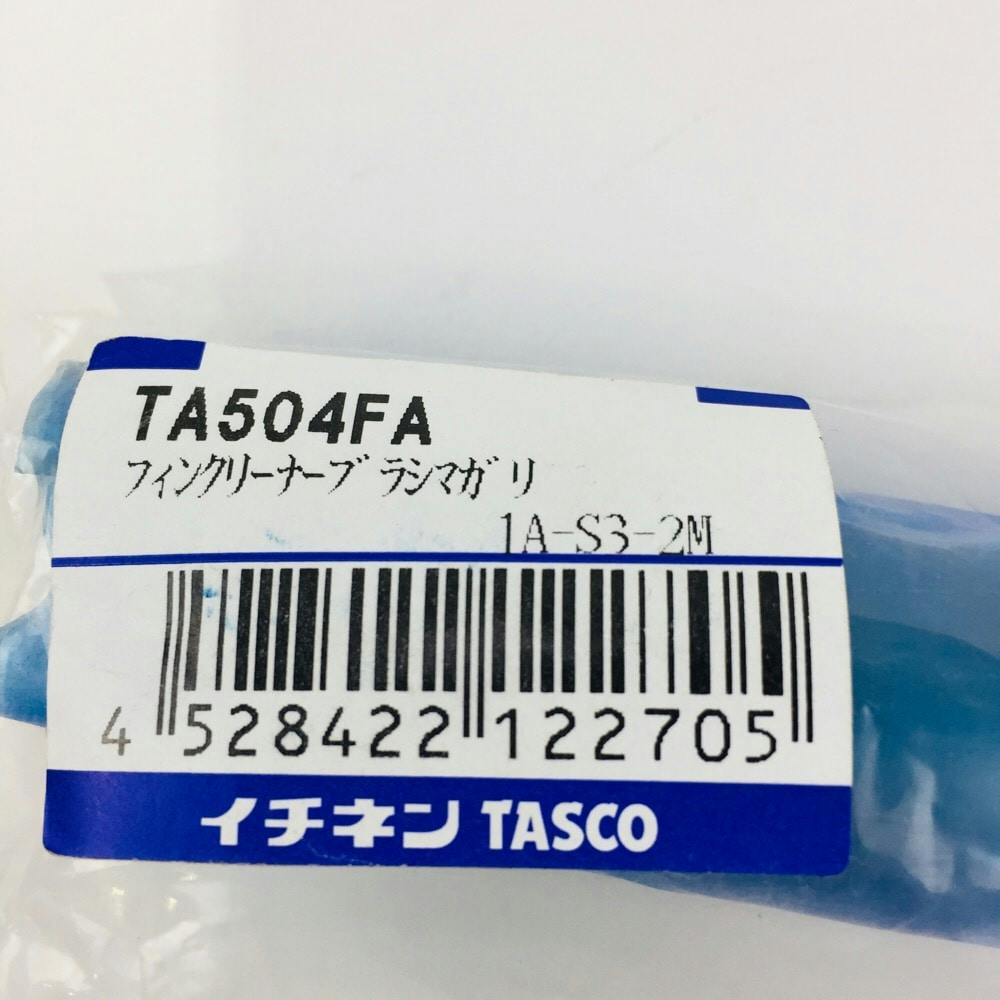 TA504FA
フィンクリーナーブラシマガリ
1A-S3-2M
4 528422 122705
イチネン TASCO